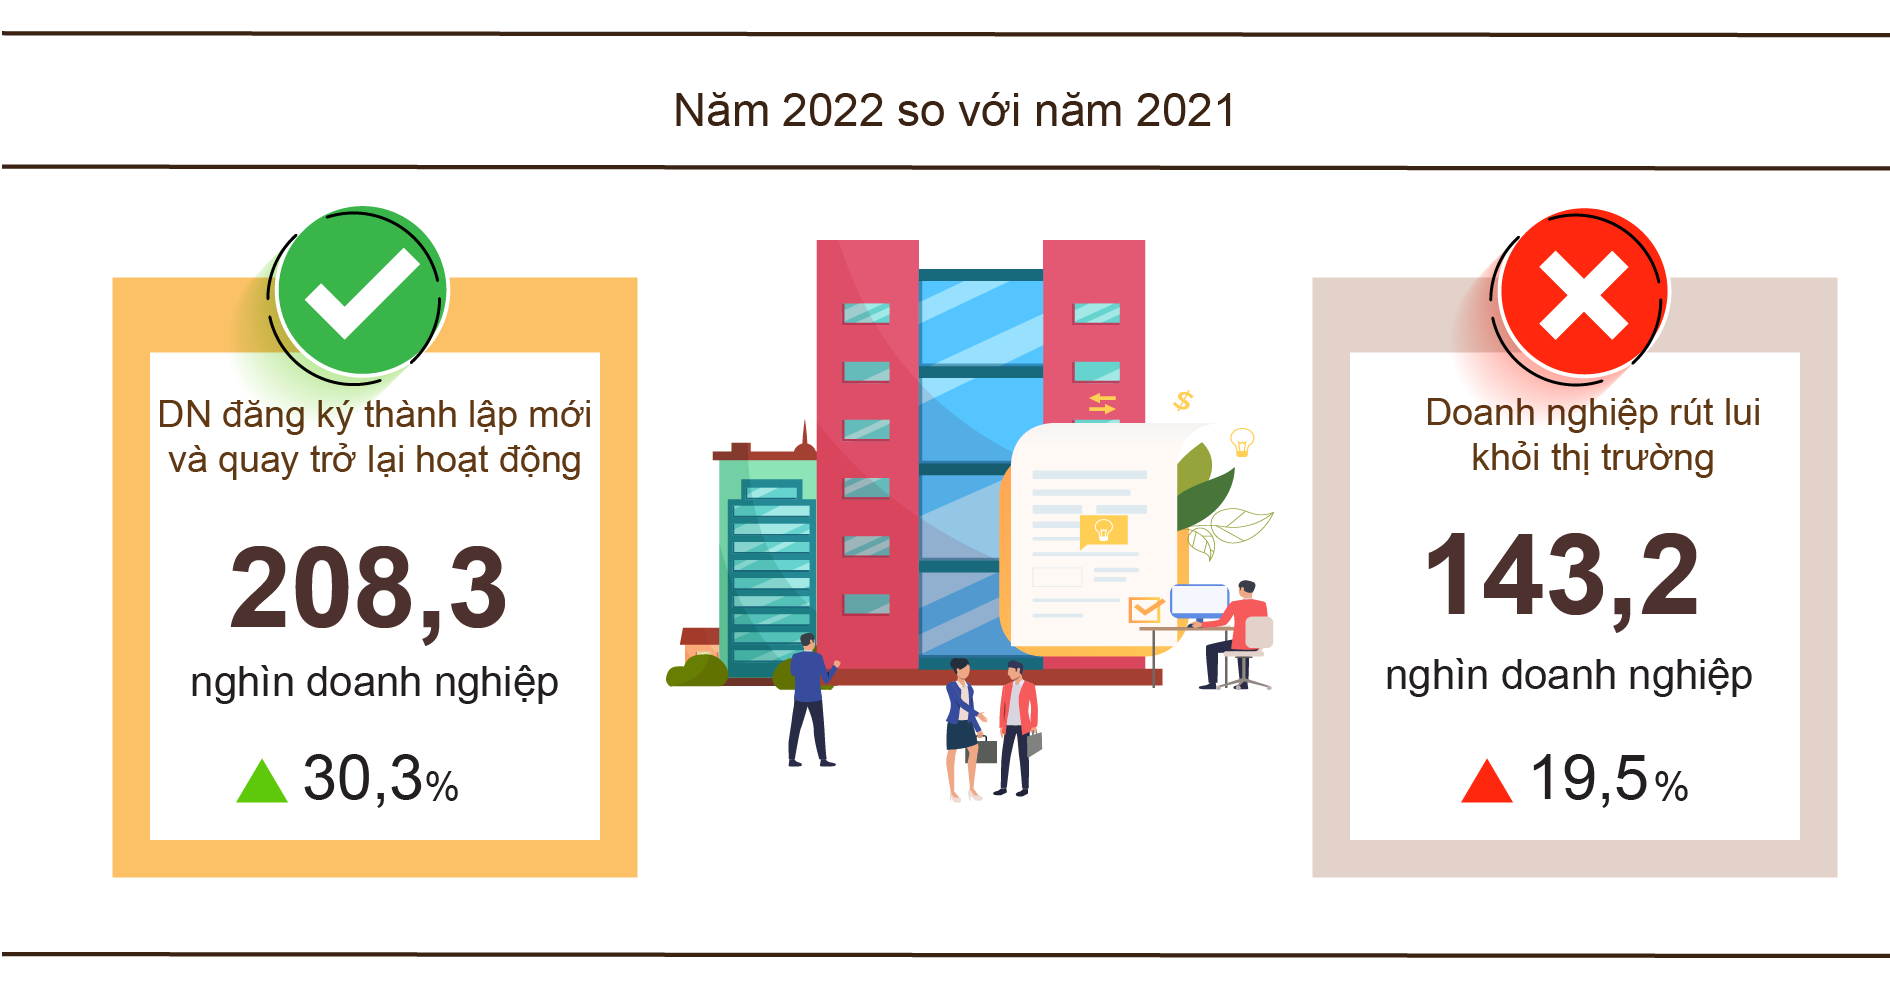 Năm 2022 so với năm 2021
DN đăng ký thành lập mới
và quay trở lại hoạt động
208,3
nghìn doanh nghiệp
30,3%
$
Doanh nghiệp rút lui
khỏi thị trường
143,2
nghìn doanh nghiệp
19,5%